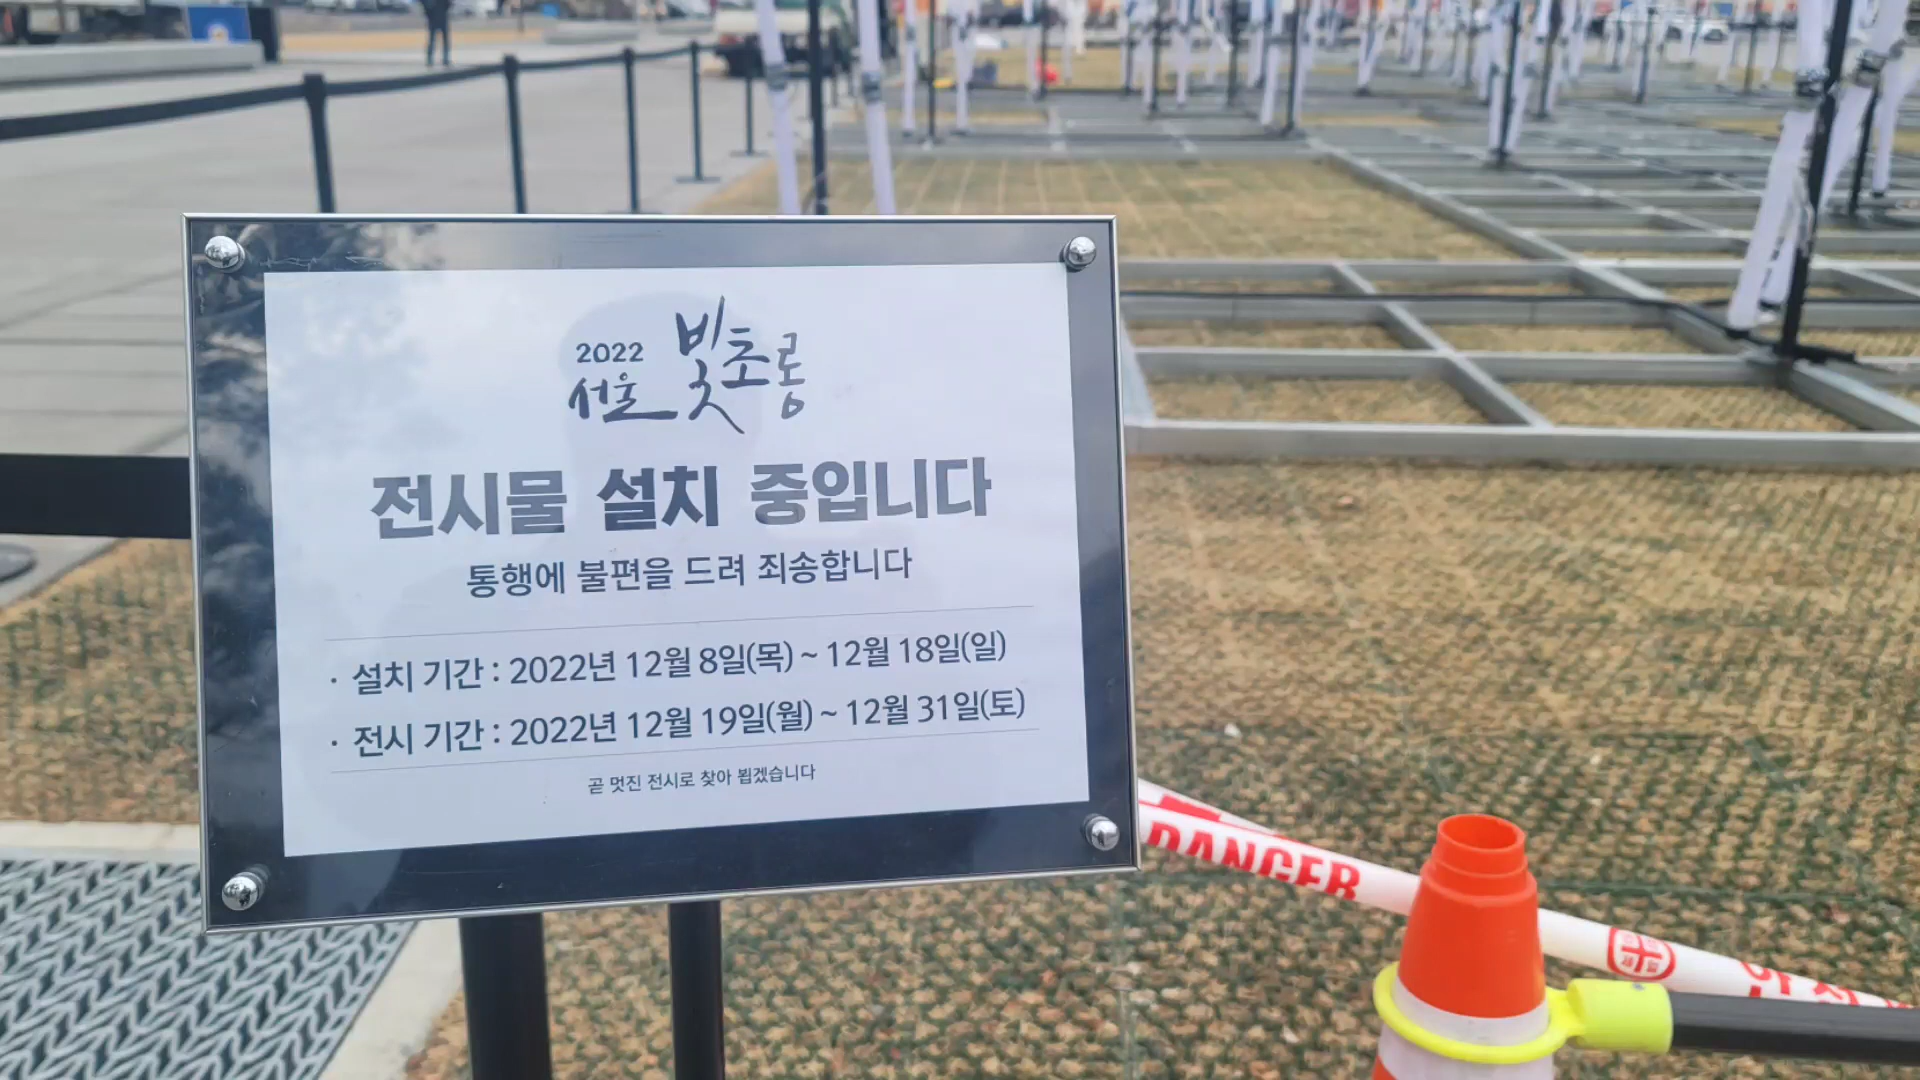 2022
서울 빛초롱
전시물 설치 중입니다
통행에 불편을 드려 죄송합니다
· 설치 기간 : 2022년 12월 8일(목) ~ 12월 18일(일)
· 전시 기간 : 2022년 12월 19일(월) ~ 12월 31일(토)
곧 멋진 전시로 찾아 뵙겠습니다
DANGER